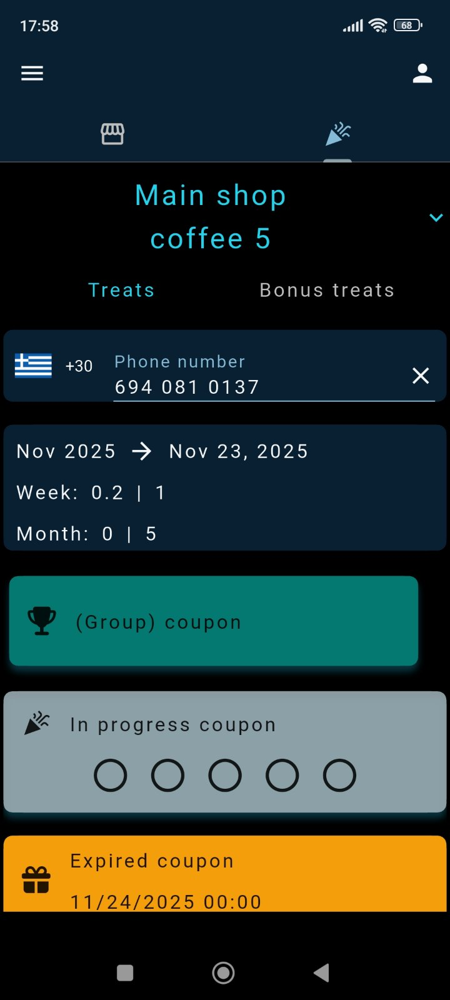 17:58
68
Main shop
coffee 5
Treats Bonus treats
Phone number
+30
694 081 0137
Nov 2025 → Nov 23, 2025
Week: 0.2 | 1
Month: 0 | 5
(Group) coupon
In progress coupon
Expired coupon
11/24/2025 00:00